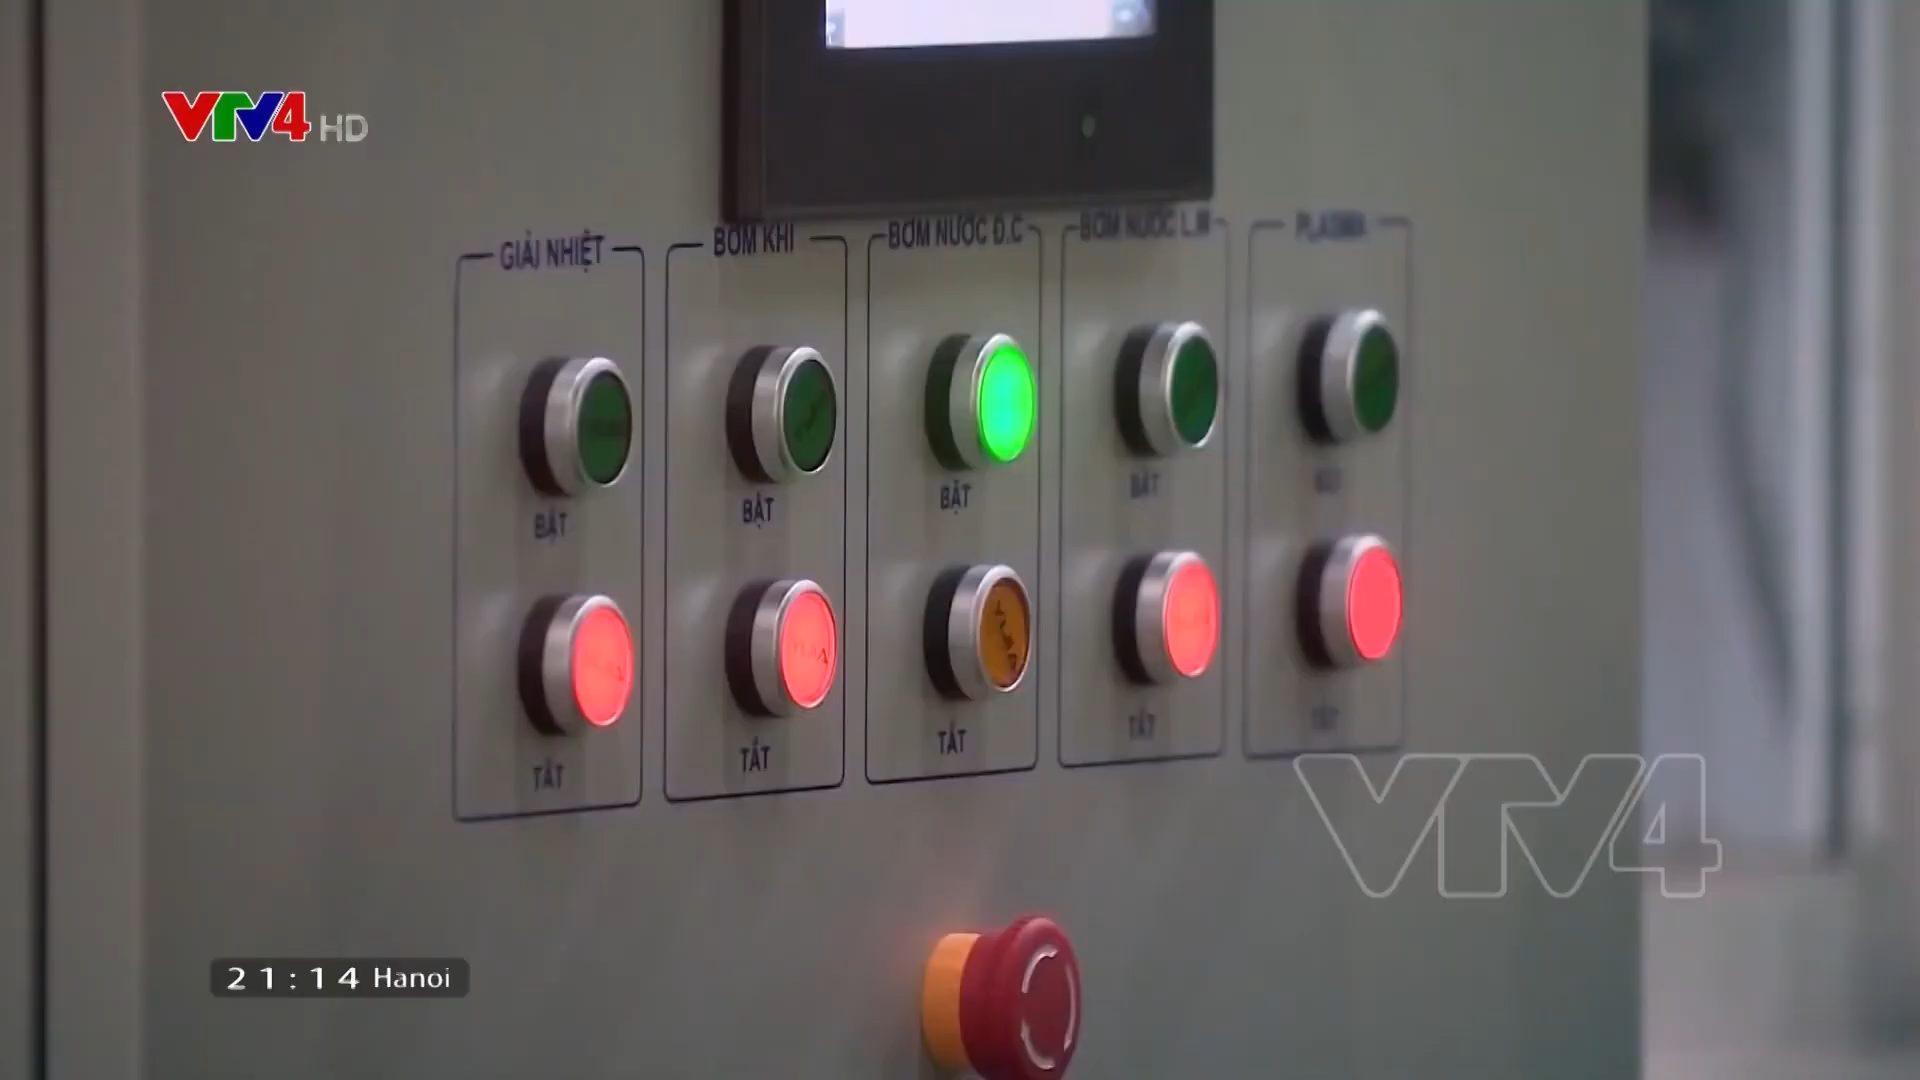 VTV4 HD
GIẢI NHIỆT
BƠM KHÍ
BƠM NƯỚC Đ.C
BƠM NƯỚC L.M
PLASMA
BẬT
BẬT
BẬT
BẬT
TẮT
TẮT
TẮT
TẮT
TẮT
VTV4
21:14 Hanoi